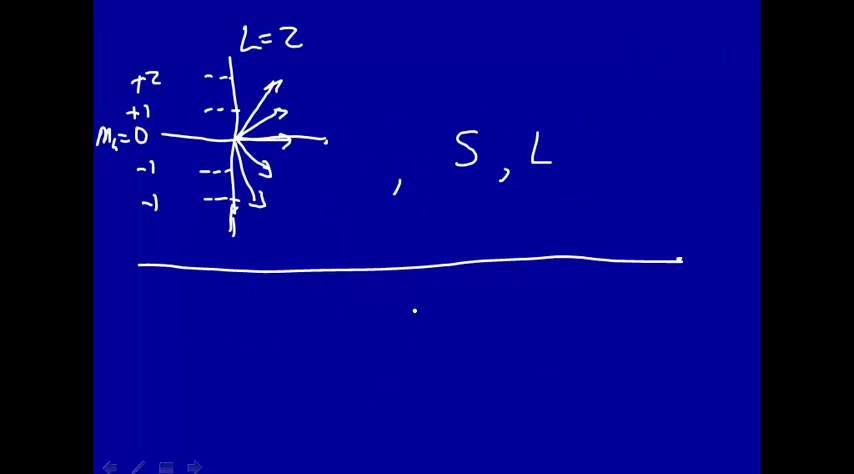 L=2
+2
+1
M_L=0
-1
-1
, S, L